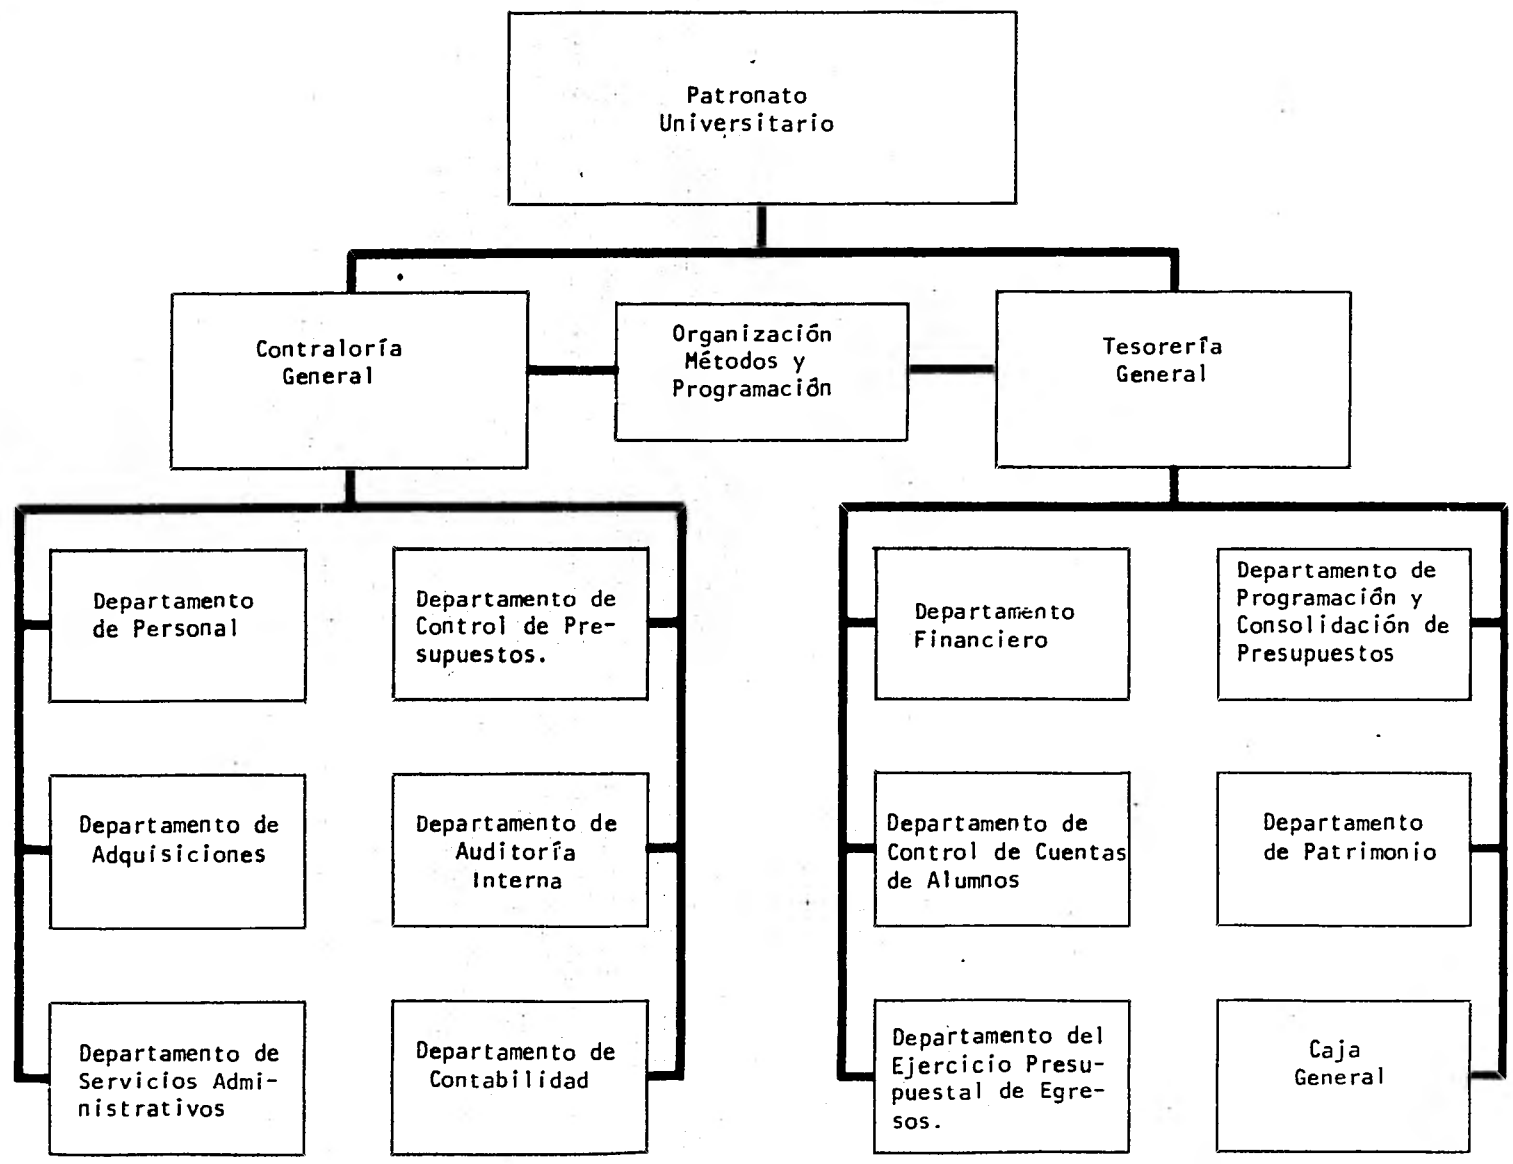 Patronato
Universitario
Contraloría
General
Organización
Métodos y
Programación
Tesorería
General
Departamento
de Personal
Departamento de
Control de Pre-
supuestos.
Departamento
Financiero
Departamento de
Programación y
Consolidación de
Presupuestos
Departamento de
Adquisiciones
Departamento de
Auditoría
Interna
Departamento de
Control de Cuentas
de Alumnos
Departamento
de Patrimonio
Departamento de
Servicios Admi-
nistrativos
Departamento de
Contabilidad
Departamento del
Ejercicio Presu-
puestal de Egre-
sos.
Caja
General